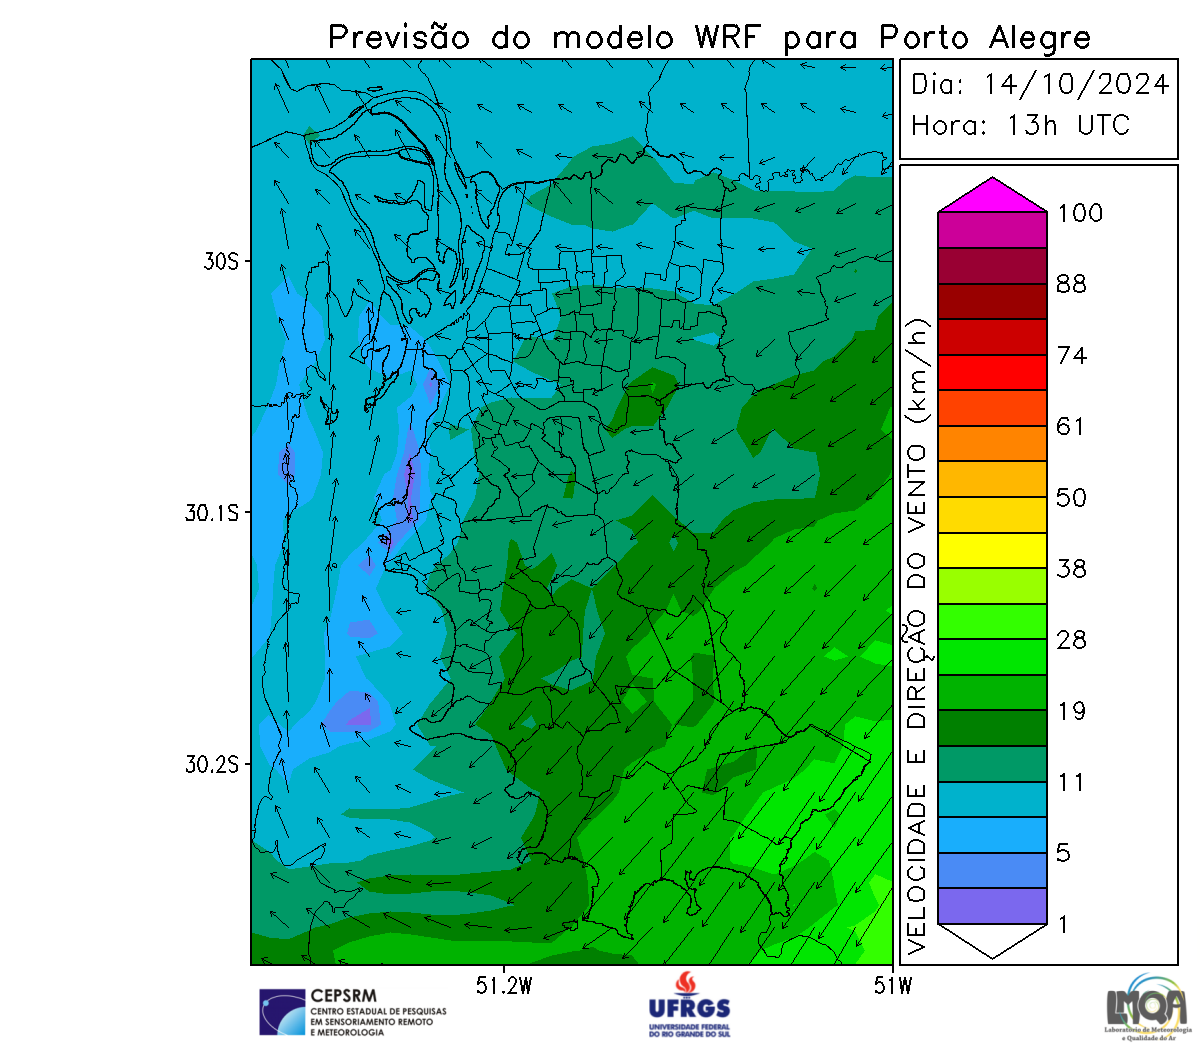 Previsão do modelo WRF para Porto Alegre
Dia: 14/10/2024
Hora: 13h UTC
30S
30.1S
30.2S
51.2W
51W
VELOCIDADE E DIREÇÃO DO VENTO (km/h)
100
88
74
61
50
38
28
19
11
5
1
CEPSRM
CENTRO ESTADUAL DE PESQUISAS
EM SENSORIAMENTO REMOTO
E METEOROLOGIA
UFRGS
UNIVERSIDADE FEDERAL
DO RIO GRANDE DO SUL
LMQA
Laboratório de Meteorologia
e Qualidade do Ar